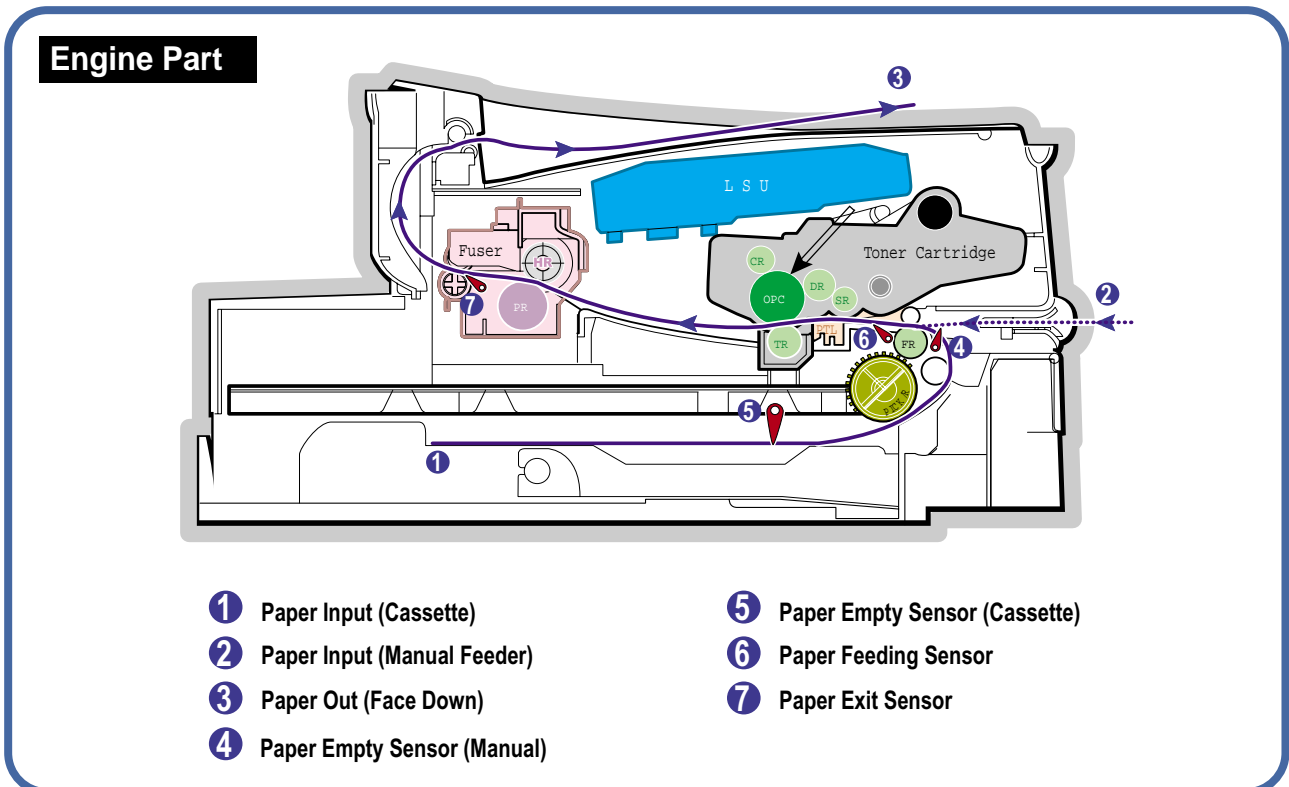 Engine Part
3
L S U
Toner Cartridge
Fuser
HR
CR
DR
SR
OPC
PR
7
2
PTL
6
FR
4
TR
5
1
1 Paper Input (Cassette)
2 Paper Input (Manual Feeder)
3 Paper Out (Face Down)
4 Paper Empty Sensor (Manual)
5 Paper Empty Sensor (Cassette)
6 Paper Feeding Sensor
7 Paper Exit Sensor